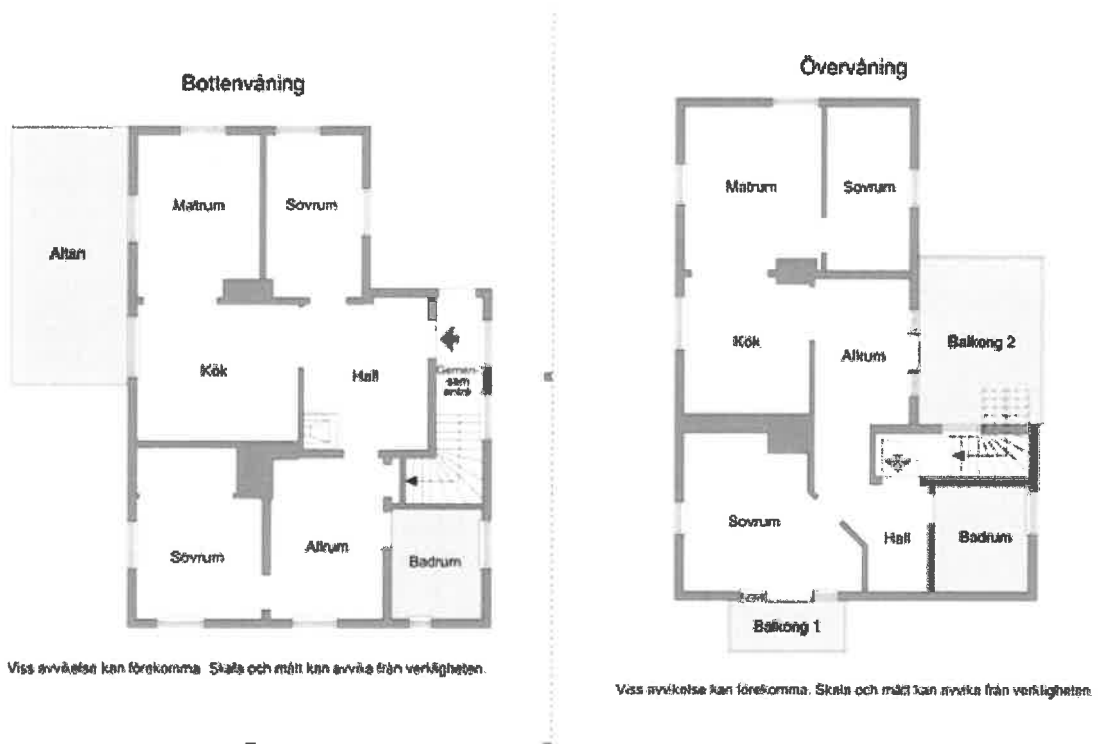 Bottenvåning
Matrum
Sovrum
Altan
Kök
Hall
Gemen-
sam
entré
Sovrum
Allrum
Badrum
Viss avvikelse kan förekomma. Skala och mått kan avvika från verkligheten.
Övervåning
Matrum
Sovrum
Kök
Allrum
Balkong 2
Sovrum
Hall
Badrum
Balkong 1
Viss avvikelse kan förekomma. Skala och mått kan avvika från verkligheten.